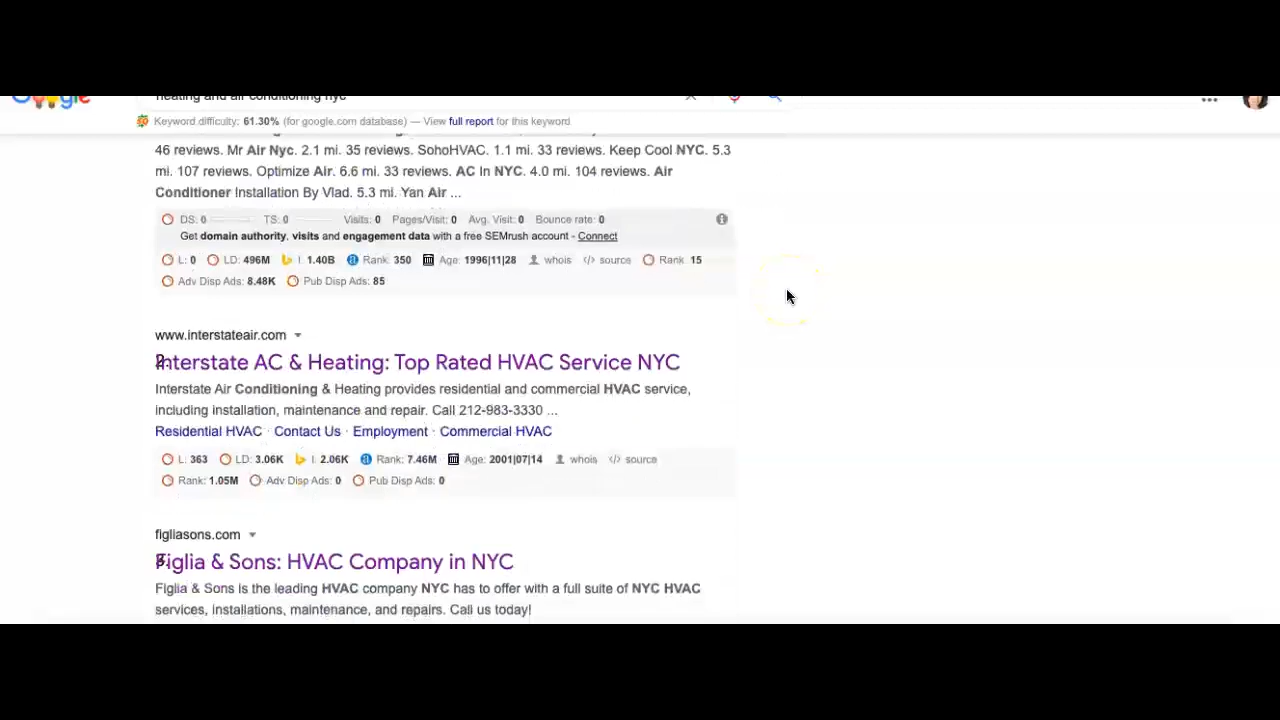 Google
heating and air conditioning nyc
Keyword difficulty: 61.30% (for google.com database) — View full report for this keyword
46 reviews. Mr Air Nyc. 2.1 mi. 35 reviews. SohoHVAC. 1.1 mi. 33 reviews. Keep Cool NYC. 5.3
mi. 107 reviews. Optimize Air. 6.6 mi. 33 reviews. AC In NYC. 4.0 mi. 104 reviews. Air
Conditioner Installation By Vlad. 5.3 mi. Yan Air ...
DS: 0 TS: 0 Visits: 0 Pages/Visit: 0 Avg. Visit: 0 Bounce rate: 0
Get domain authority, visits and engagement data with a free SEMrush account - Connect
L: 0 LD: 496M I: 1.40B Rank: 350 Age: 1996|11|28 whois </> source Rank 15
Adv Disp Ads: 8.48K Pub Disp Ads: 85
www.interstateair.com
2. Interstate AC & Heating: Top Rated HVAC Service NYC
Interstate Air Conditioning & Heating provides residential and commercial HVAC service,
including installation, maintenance and repair. Call 212-983-3330 ...
Residential HVAC · Contact Us · Employment · Commercial HVAC
L: 363 LD: 3.06K I: 2.06K Rank: 7.46M Age: 2001|07|14 whois </> source
Rank: 1.05M Adv Disp Ads: 0 Pub Disp Ads: 0
figliasons.com
3. Figlia & Sons: HVAC Company in NYC
Figlia & Sons is the leading HVAC company NYC has to offer with a full suite of NYC HVAC
services, installations, maintenance, and repairs. Call us today!